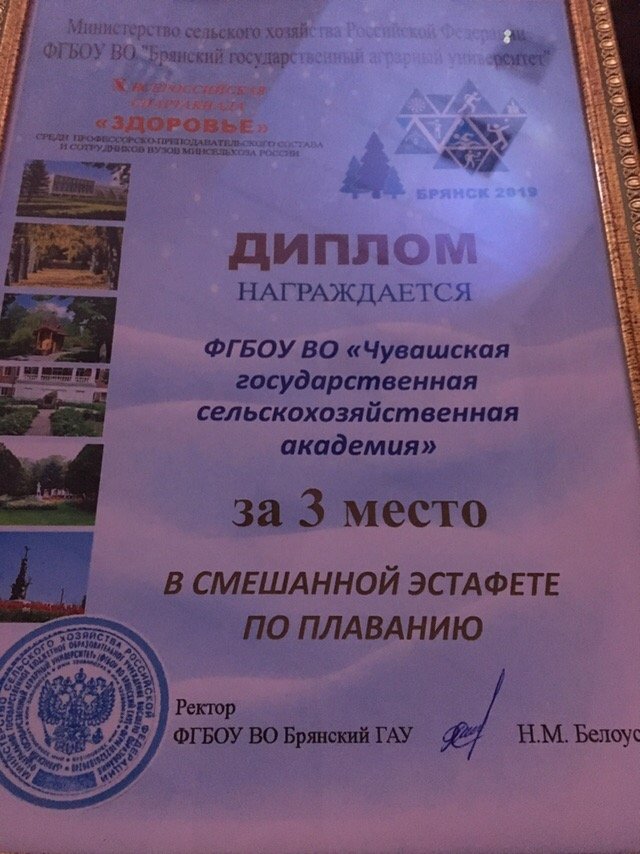 Министерство сельского хозяйства Российской Федерации
ФГБОУ ВО "Брянский государственный аграрный университет"
X ВСЕРОССИЙСКАЯ
СПАРТАКИАДА
«ЗДОРОВЬЕ»
СРЕДИ ПРОФЕССОРСКО-ПРЕПОДАВАТЕЛЬСКОГО СОСТАВА
И СОТРУДНИКОВ ВУЗОВ МИНСЕЛЬХОЗА РОССИИ
БРЯНСК 2019
ДИПЛОМ
НАГРАЖДАЕТСЯ
ФГБОУ ВО «Чувашская
государственная
сельскохозяйственная
академия»
за 3 место
В СМЕШАННОЙ ЭСТАФЕТЕ
ПО ПЛАВАНИЮ
Ректор
ФГБОУ ВО Брянский ГАУ
Н.М. Белоус